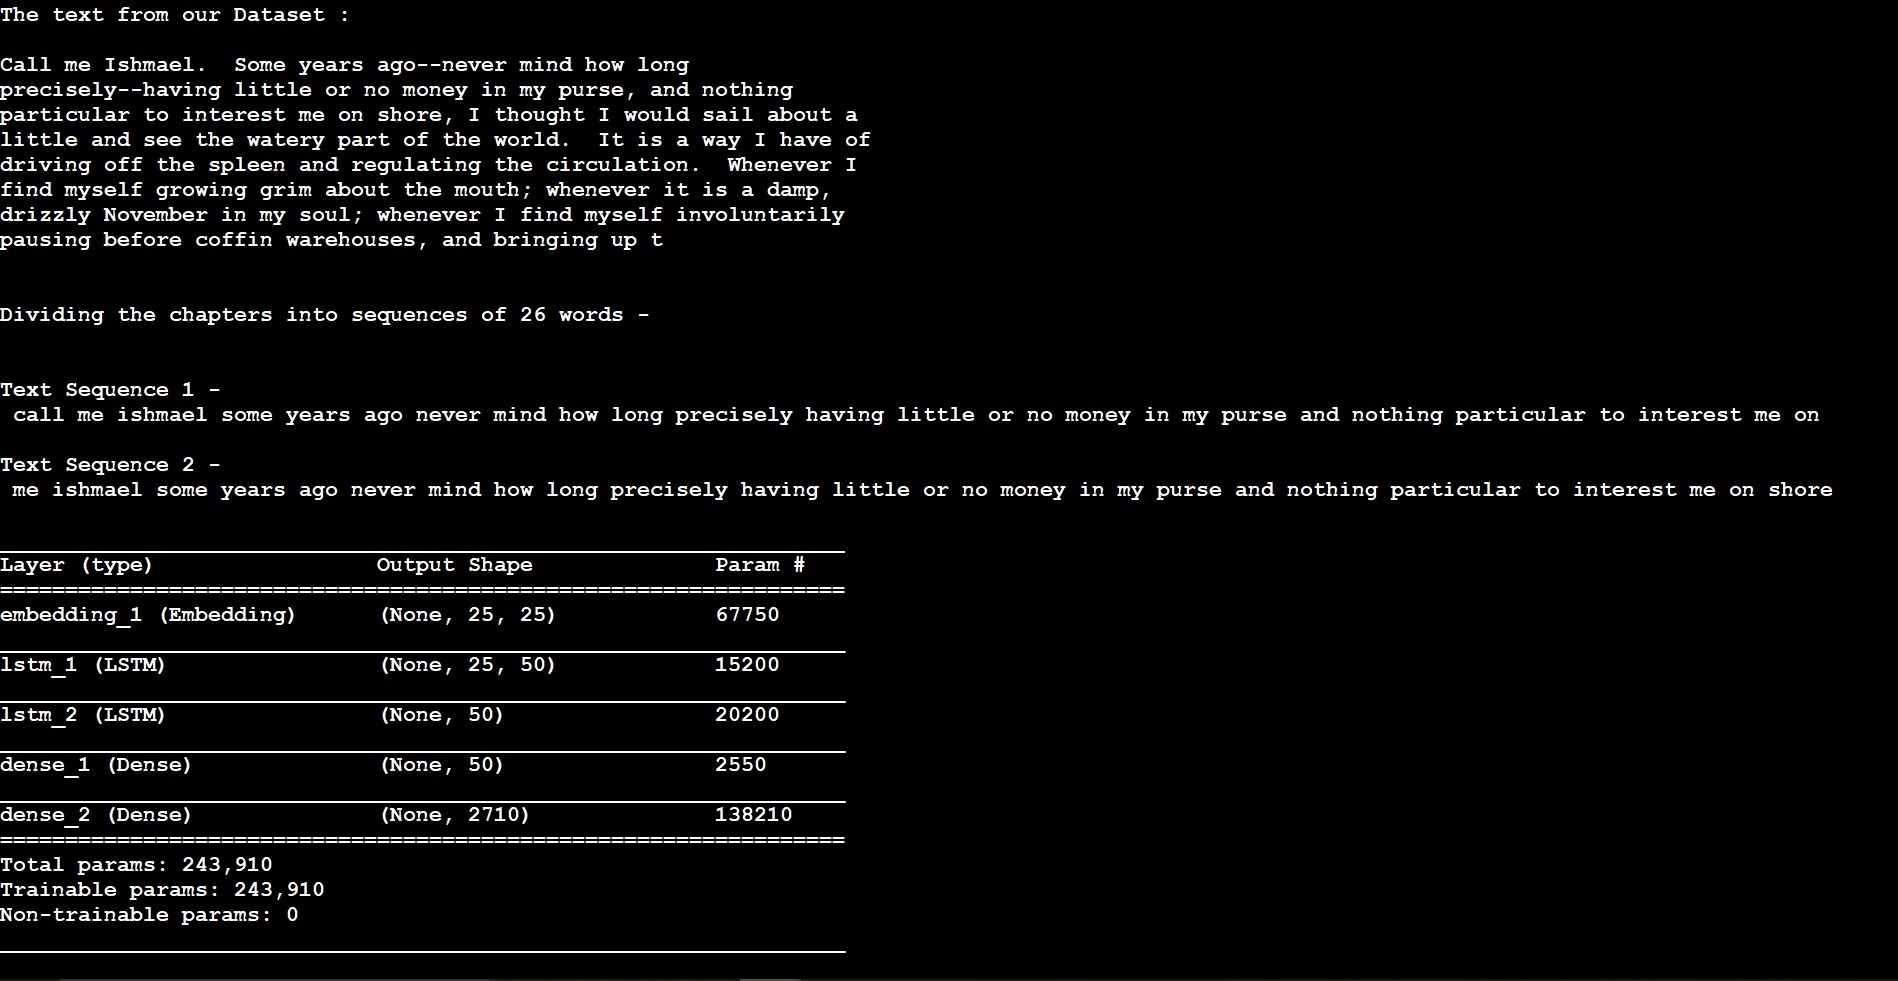 The text from our Dataset :
Call me Ishmael.  Some years ago--never mind how long
precisely--having little or no money in my purse, and nothing
particular to interest me on shore, I thought I would sail about a
little and see the watery part of the world.  It is a way I have of
driving off the spleen and regulating the circulation.  Whenever I
find myself growing grim about the mouth; whenever it is a damp,
drizzly November in my soul; whenever I find myself involuntarily
pausing before coffin warehouses, and bringing up t
Dividing the chapters into sequences of 26 words -
Text Sequence 1 -
call me ishmael some years ago never mind how long precisely having little or no money in my purse and nothing particular to interest me on
Text Sequence 2 -
me ishmael some years ago never mind how long precisely having little or no money in my purse and nothing particular to interest me on shore
Layer (type) Output Shape Param #
embedding_1 (Embedding) (None, 25, 25) 67750
lstm_1 (LSTM) (None, 25, 50) 15200
lstm_2 (LSTM) (None, 50) 20200
dense_1 (Dense) (None, 50) 2550
dense_2 (Dense) (None, 2710) 138210
Total params: 243,910
Trainable params: 243,910
Non-trainable params: 0